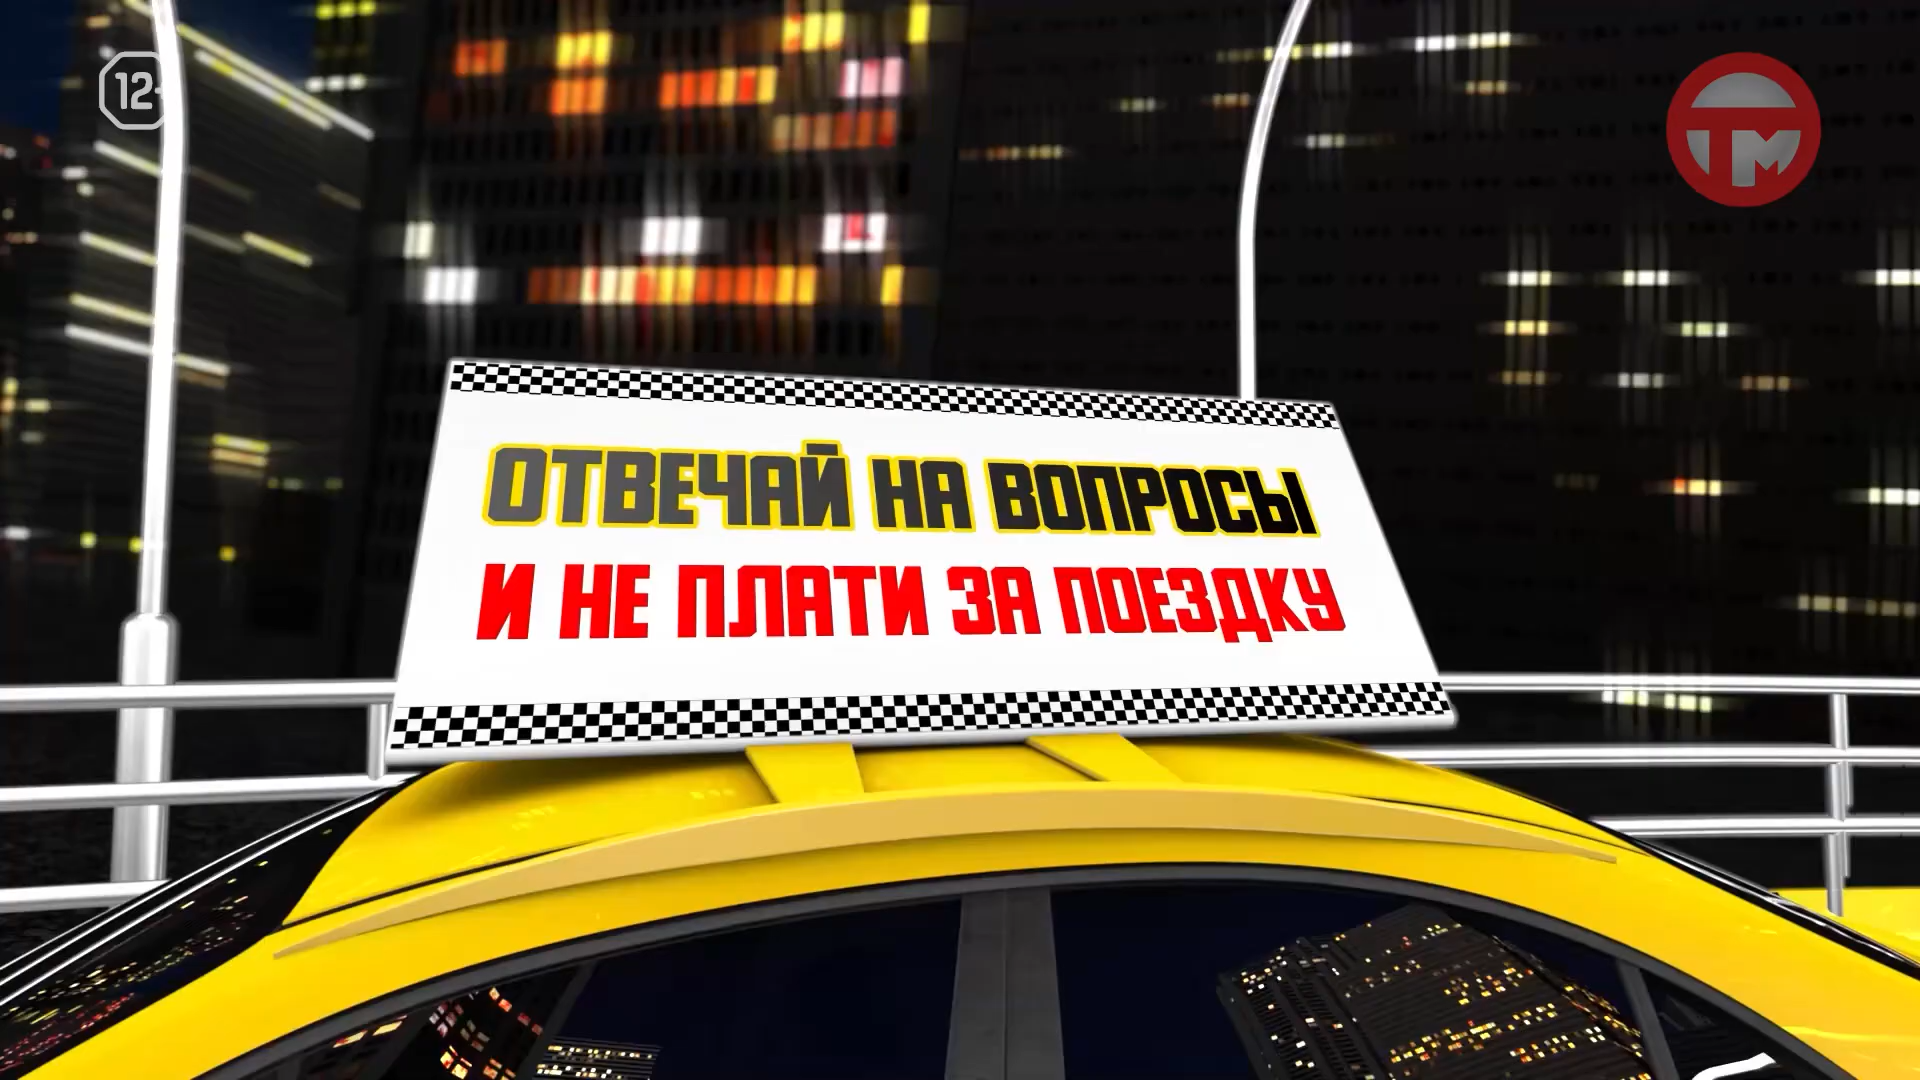 12+
ТМ
ОТВЕЧАЙ НА ВОПРОСЫ
И НЕ ПЛАТИ ЗА ПОЕЗДКУ